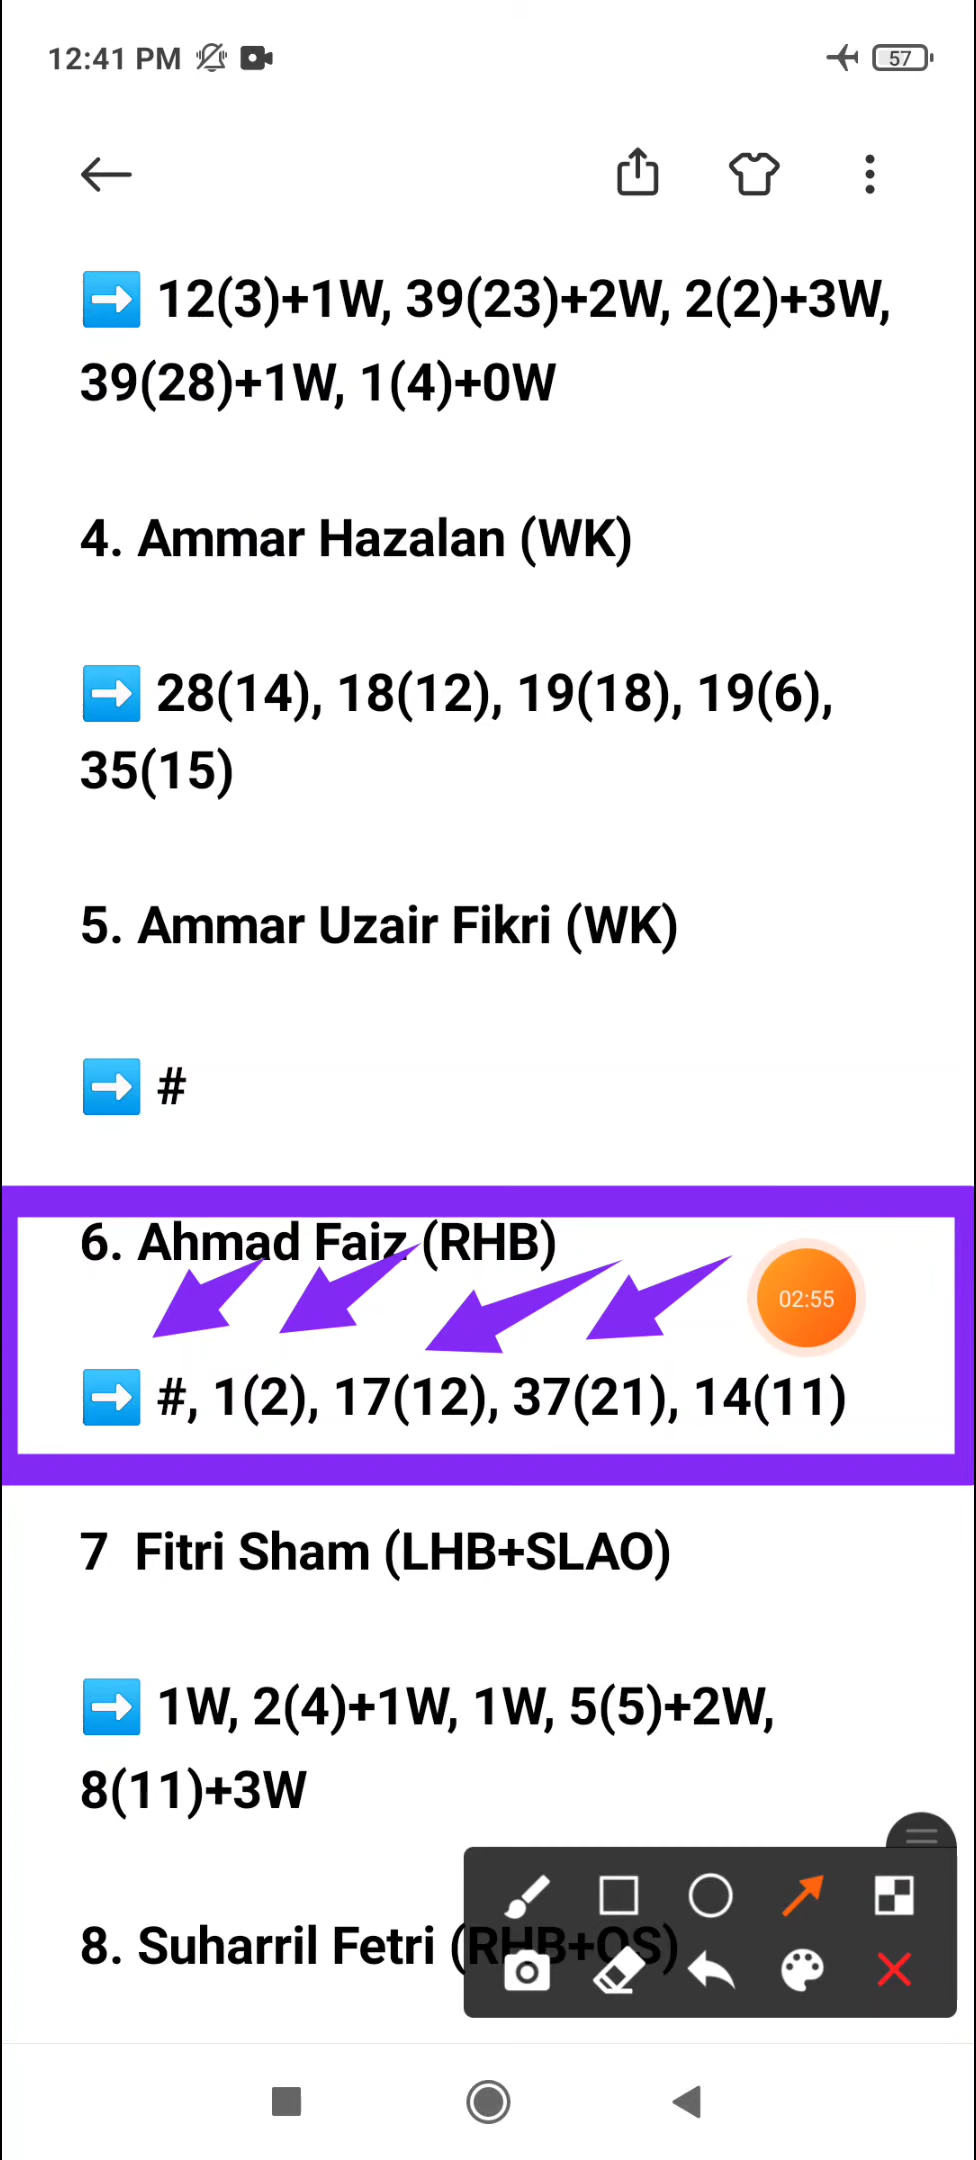 12:41 PM
57
➡️ 12(3)+1W, 39(23)+2W, 2(2)+3W,
39(28)+1W, 1(4)+0W
4. Ammar Hazalan (WK)
➡️ 28(14), 18(12), 19(18), 19(6),
35(15)
5. Ammar Uzair Fikri (WK)
➡️ #
6. Ahmad Faiz (RHB)
02:55
➡️ #, 1(2), 17(12), 37(21), 14(11)
7 Fitri Sham (LHB+SLAO)
➡️ 1W, 2(4)+1W, 1W, 5(5)+2W,
8(11)+3W
8. Suharril Fetri (RHB+OS)